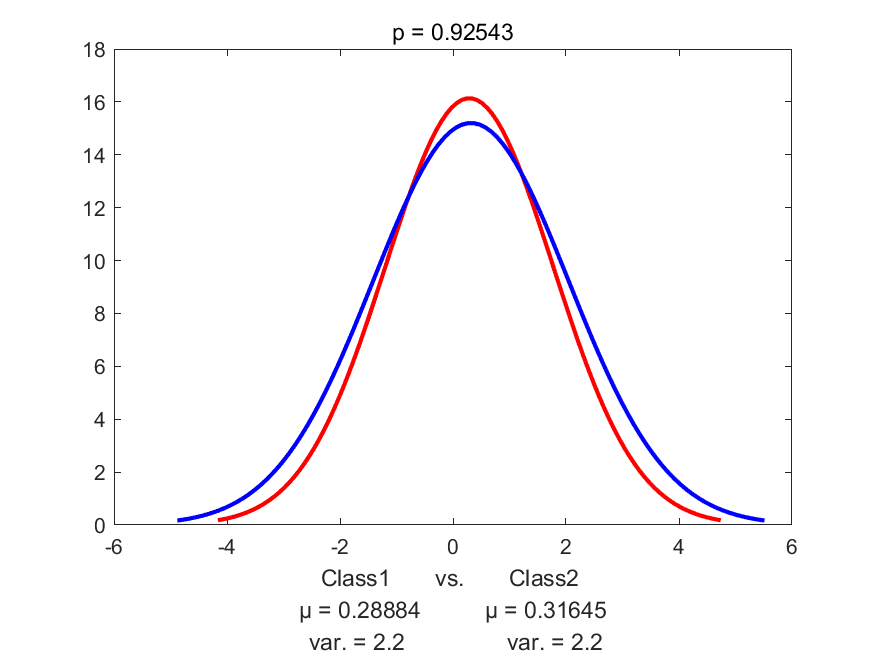 p = 0.92543
18
16
14
12
10
8
6
4
2
0
-6 -4 -2 0 2 4 6
Class1 vs. Class2
μ = 0.28884 μ = 0.31645
var. = 2.2 var. = 2.2